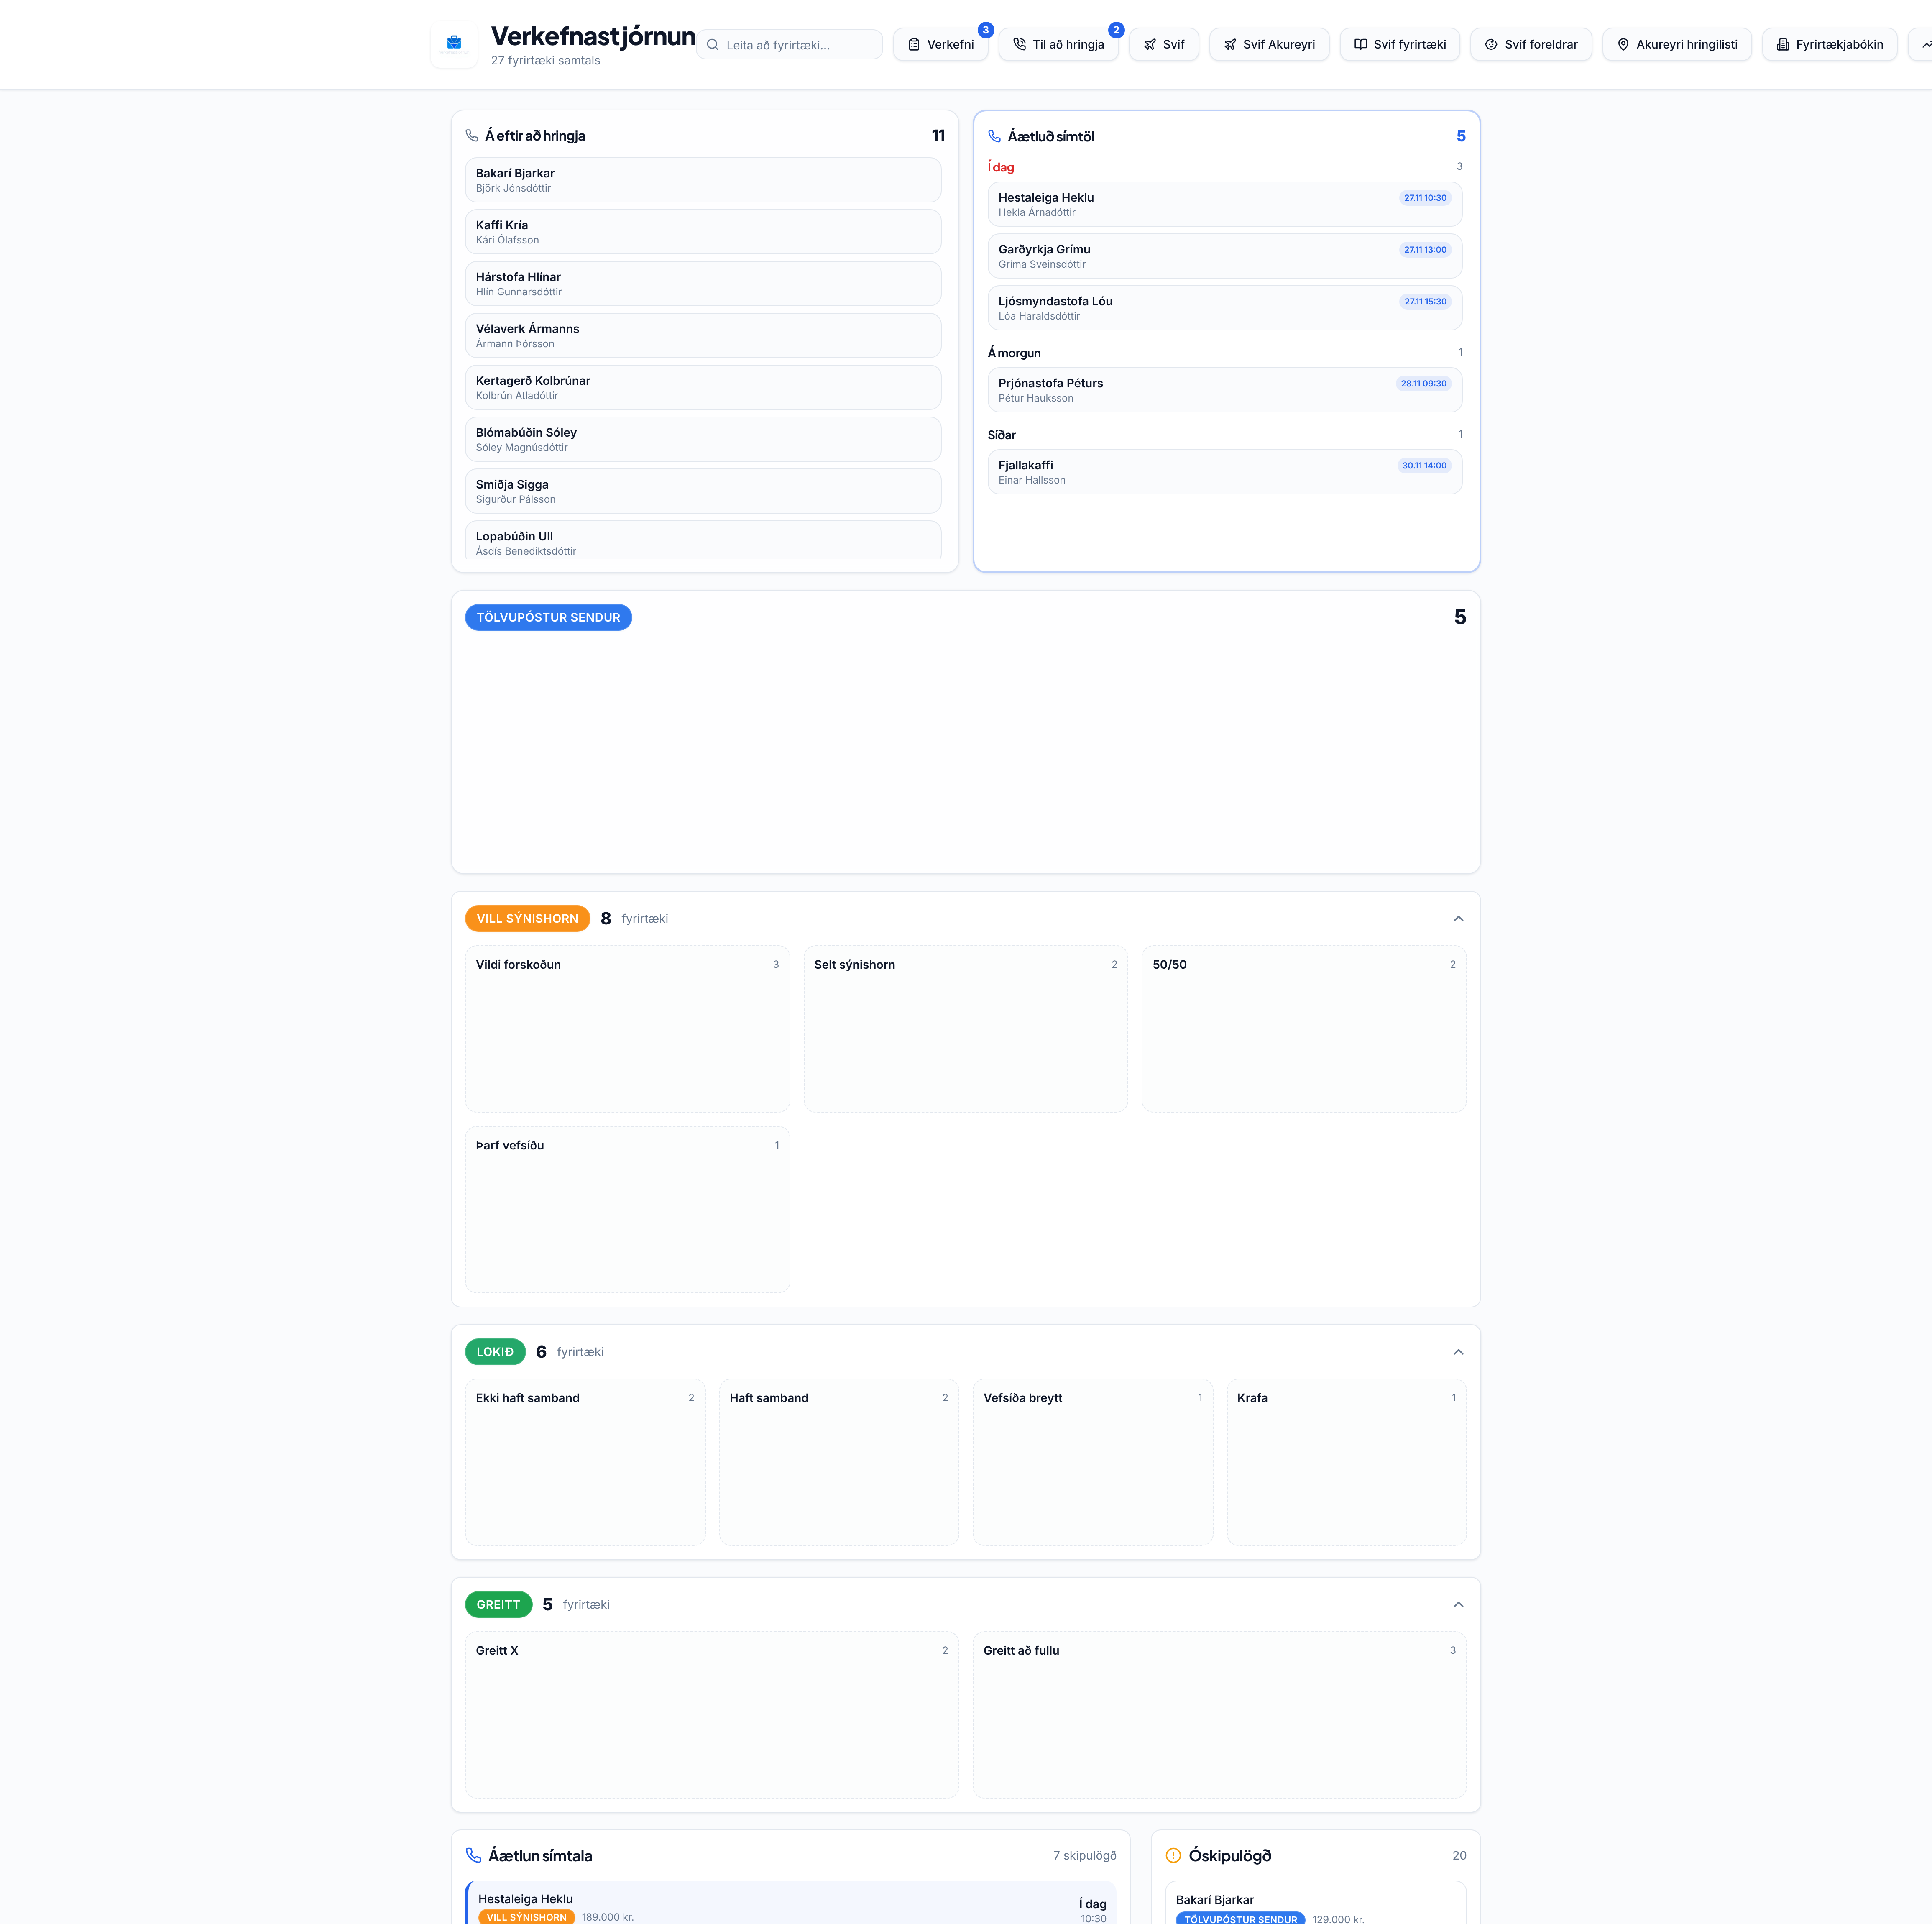 Verkefnastjórnun
27 fyrirtæki samtals
Leita að fyrirtæki...
Verkefni
3
Til að hringja
2
Svif
Svif Akureyri
Svif fyrirtæki
Svif foreldrar
Akureyri hringilisti
Fyrirtækjabókin
Á eftir að hringja 11
Bakarí Bjarkar
Björk Jónsdóttir
Kaffi Kría
Kári Ólafsson
Hárstofa Hlínar
Hlín Gunnarsdóttir
Vélaverk Ármanns
Ármann Þórsson
Kertagerð Kolbrúnar
Kolbrún Atladóttir
Blómabúðin Sóley
Sóley Magnúsdóttir
Smiðja Sigga
Sigurður Pálsson
Lopabúðin Ull
Ásdís Benediktsdóttir
Áætluð símtöl 5
Í dag 3
Hestaleiga Heklu 27.11 10:30
Hekla Árnadóttir
Garðyrkja Grímu 27.11 13:00
Gríma Sveinsdóttir
Ljósmyndastofa Lóu 27.11 15:30
Lóa Haraldsdóttir
Á morgun 1
Prjónastofa Péturs 28.11 09:30
Pétur Hauksson
Síðar 1
Fjallakaffi 30.11 14:00
Einar Hallsson
TÖLVUPÓSTUR SENDUR 5
VILL SÝNISHORN 8 fyrirtæki
Vildi forskoðun 3
Selt sýnishorn 2
50/50 2
Þarf vefsíðu 1
LOKIÐ 6 fyrirtæki
Ekki haft samband 2
Haft samband 2
Vefsíða breytt 1
Krafa 1
GREITT 5 fyrirtæki
Greitt X 2
Greitt að fullu 3
Áætlun símtala 7 skipulögð
Hestaleiga Heklu
VILL SÝNISHORN 189.000 kr.
Í dag
10:30
Óskipulögð 20
Bakarí Bjarkar
TÖLVUPÓSTUR SENDUR 129.000 kr.